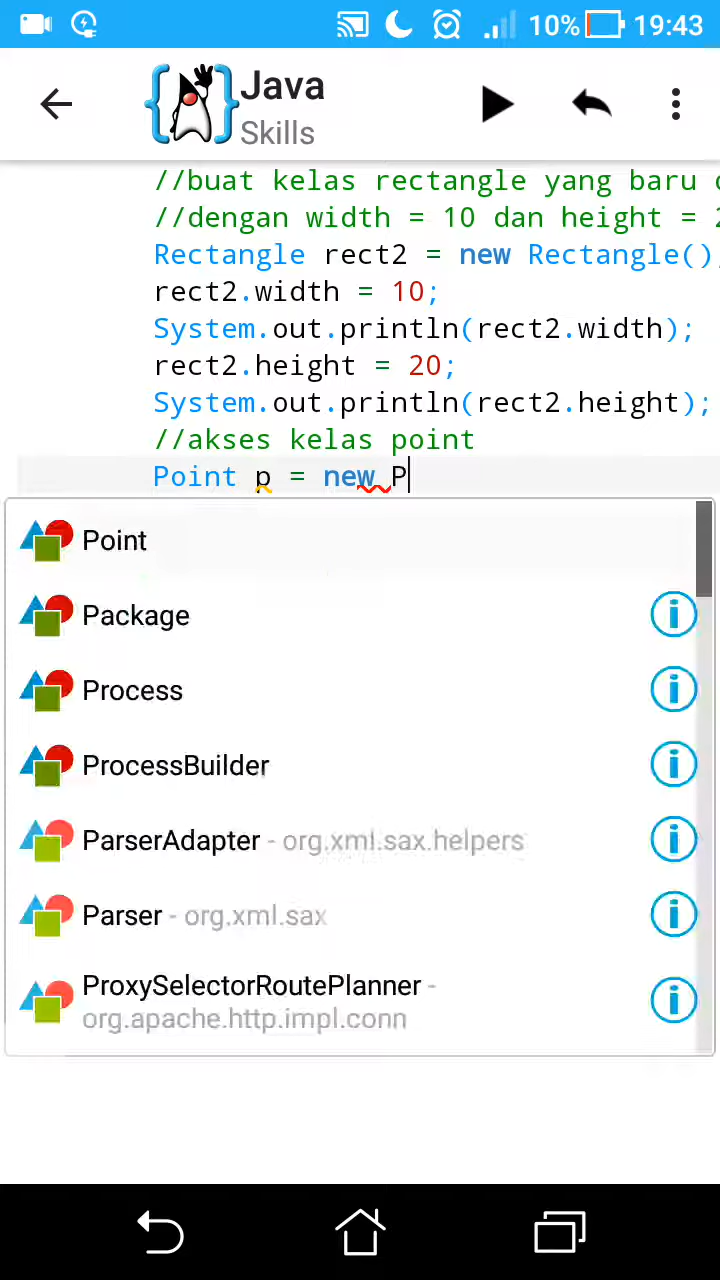 10% 19:43
Java
Skills
//buat kelas rectangle yang baru
//dengan width = 10 dan height =
Rectangle rect2 = new Rectangle();
rect2.width = 10;
System.out.println(rect2.width);
rect2.height = 20;
System.out.println(rect2.height);
//akses kelas point
Point p = new P
Point
Package
Process
ProcessBuilder
ParserAdapter - org.xml.sax.helpers
Parser - org.xml.sax
ProxySelectorRoutePlanner -
org.apache.http.impl.conn